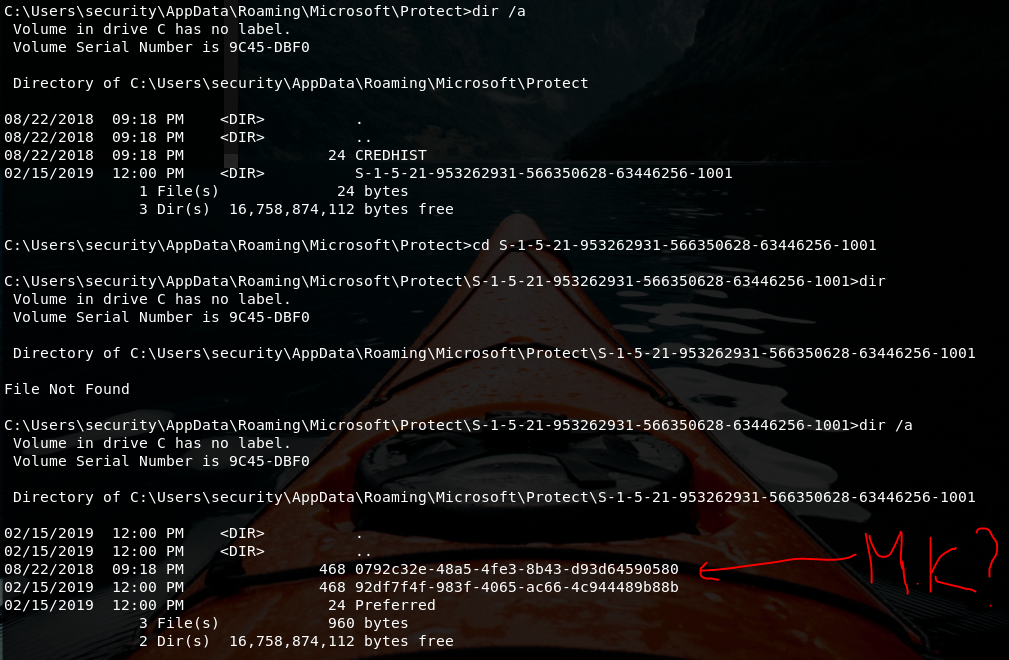 C:\Users\security\AppData\Roaming\Microsoft\Protect>dir /a
 Volume in drive C has no label.
 Volume Serial Number is 9C45-DBF0

 Directory of C:\Users\security\AppData\Roaming\Microsoft\Protect

08/22/2018  09:18 PM    <DIR>          .
08/22/2018  09:18 PM    <DIR>          ..
08/22/2018  09:18 PM                24 CREDHIST
02/15/2019  12:00 PM    <DIR>          S-1-5-21-953262931-566350628-63446256-1001
               1 File(s)             24 bytes
               3 Dir(s)  16,758,874,112 bytes free

C:\Users\security\AppData\Roaming\Microsoft\Protect>cd S-1-5-21-953262931-566350628-63446256-1001

C:\Users\security\AppData\Roaming\Microsoft\Protect\S-1-5-21-953262931-566350628-63446256-1001>dir
 Volume in drive C has no label.
 Volume Serial Number is 9C45-DBF0

 Directory of C:\Users\security\AppData\Roaming\Microsoft\Protect\S-1-5-21-953262931-566350628-63446256-1001

File Not Found

C:\Users\security\AppData\Roaming\Microsoft\Protect\S-1-5-21-953262931-566350628-63446256-1001>dir /a
 Volume in drive C has no label.
 Volume Serial Number is 9C45-DBF0

 Directory of C:\Users\security\AppData\Roaming\Microsoft\Protect\S-1-5-21-953262931-566350628-63446256-1001

02/15/2019  12:00 PM    <DIR>          .
02/15/2019  12:00 PM    <DIR>          ..
08/22/2018  09:18 PM               468 0792c32e-48a5-4fe3-8b43-d93d64590580 M.K?
02/15/2019  12:00 PM               468 92df7f4f-983f-4065-ac66-4c944489b88b
02/15/2019  12:00 PM                24 Preferred
               3 File(s)            960 bytes
               2 Dir(s)  16,758,874,112 bytes free